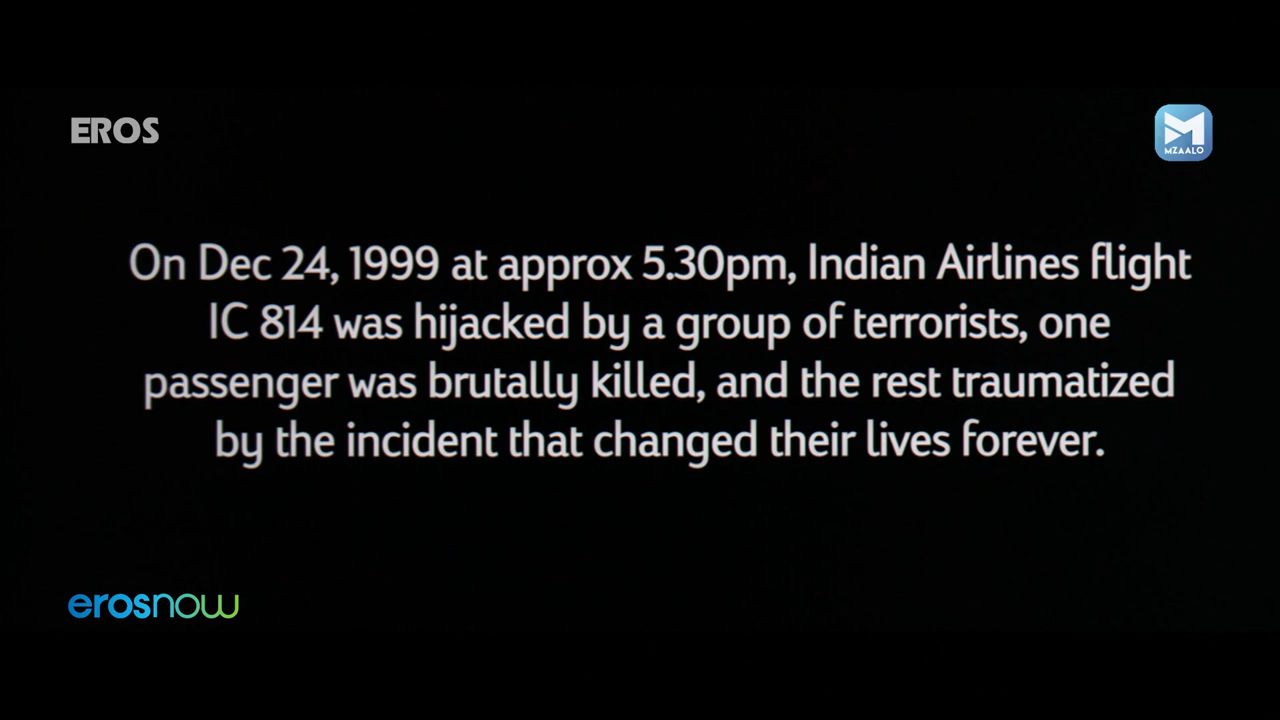 EROS
MZAALO
On Dec 24, 1999 at approx 5.30pm, Indian Airlines flight
IC 814 was hijacked by a group of terrorists, one
passenger was brutally killed, and the rest traumatized
by the incident that changed their lives forever.
erosnow